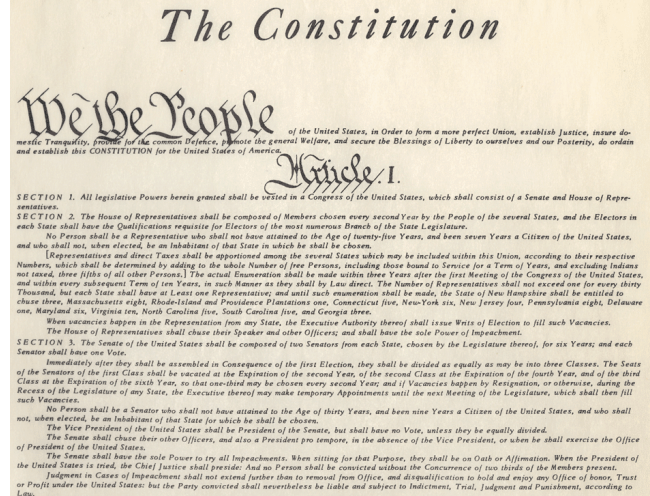 The Constitution
We the People
of the United States, in Order to form a more perfect Union, establish Justice, insure do-
mestic Tranquility, provide for the common Defence, promote the general Welfare, and secure the Blessings of Liberty to ourselves and our Posterity, do ordain
and establish this CONSTITUTION for the United States of America.
Article I.
SECTION 1. All legislative Powers herein granted shall be vested in a Congress of the United States, which shall consist of a Senate and House of Repre-
sentatives.
SECTION 2. The House of Representatives shall be composed of Members chosen every second Year by the People of the several States, and the Electors in
each State shall have the Qualifications requisite for Electors of the most numerous Branch of the State Legislature.
No Person shall be a Representative who shall not have attained to the Age of twenty-five Years, and been seven Years a Citizen of the United States,
and who shall not, when elected, be an Inhabitant of that State in which he shall be chosen.
[Representatives and direct Taxes shall be apportioned among the several States which may be included within this Union, according to their respective
Numbers, which shall be determined by adding to the whole Number of free Persons, including those bound to Service for a Term of Years, and excluding Indians
not taxed, three fifths of all other Persons.] The actual Enumeration shall be made within three Years after the first Meeting of the Congress of the United States,
and within every subsequent Term of ten Years, in such Manner as they shall by Law direct. The Number of Representatives shall not exceed one for every thirty
Thousand, but each State shall have at Least one Representative; and until such enumeration shall be made, the State of New Hampshire shall be entitled to
chuse three, Massachusetts eight, Rhode-Island and Providence Plantations one, Connecticut five, New-York six, New Jersey four, Pennsylvania eight, Delaware
one, Maryland six, Virginia ten, North Carolina five, South Carolina five, and Georgia three.
When vacancies happen in the Representation from any State, the Executive Authority thereof shall issue Writs of Election to fill such Vacancies.
The House of Representatives shall chuse their Speaker and other Officers; and shall have the sole Power of Impeachment.
SECTION 3. The Senate of the United States shall be composed of two Senators from each State, chosen by the Legislature thereof, for six Years; and each
Senator shall have one Vote.
Immediately after they shall be assembled in Consequence of the first Election, they shall be divided as equally as may be into three Classes. The Seats
of the Senators of the first Class shall be vacated at the Expiration of the second year, of the second Class at the Expiration of the fourth Year, and of the third
Class at the Expiration of the sixth Year, so that one-third may be chosen every second Year; and if Vacancies happen by Resignation, or otherwise, during the
Recess of the Legislature of any State, the Executive thereof may make temporary Appointments until the next Meeting of the Legislature, which shall then fill
such Vacancies.
No Person shall be a Senator who shall not have attained to the Age of thirty Years, and been nine Years a Citizen of the United States, and who shall
not, when elected, be an Inhabitant of that State for which he shall be chosen.
The Vice President of the United States shall be President of the Senate, but shall have no Vote, unless they be equally divided.
The Senate shall chuse their other Officers, and also a President pro tempore, in the absence of the Vice President, or when he shall exercise the Office
of President of the United States.
The Senate shall have the sole Power to try all Impeachments. When sitting for that Purpose, they shall be on Oath or Affirmation. When the President of
the United States is tried, the Chief Justice shall preside: And no Person shall be convicted without the Concurrence of two thirds of the Members present.
Judgment in Cases of Impeachment shall not extend further than to removal from Office, and disqualification to hold and enjoy any Office of honor, Trust
or Profit under the United States: but the Party convicted shall nevertheless be liable and subject to Indictment, Trial, Judgment and Punishment, according to
Law.